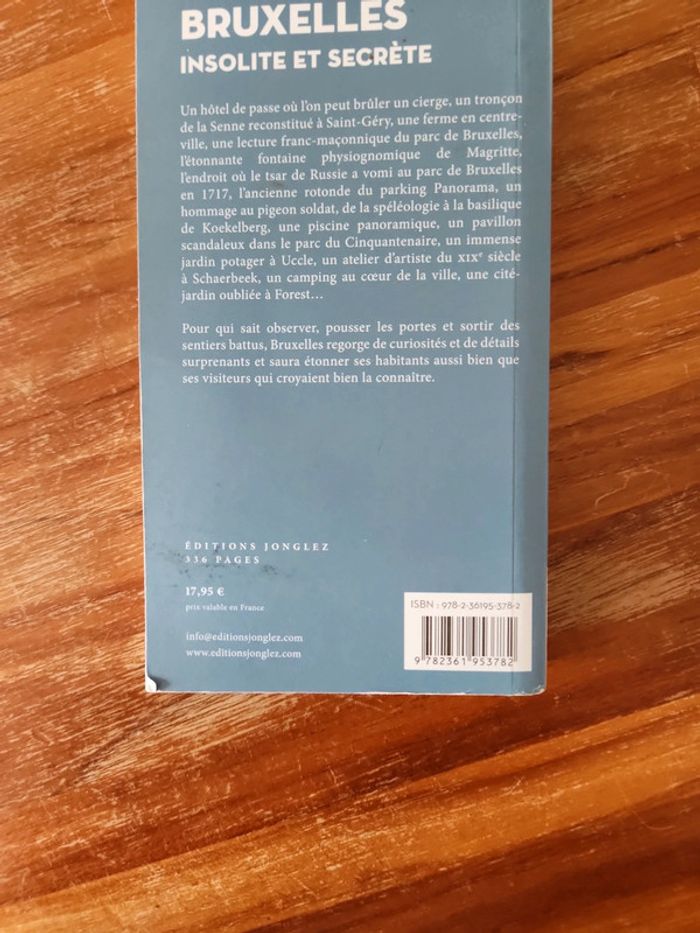 BRUXELLES
INSOLITE ET SECRÈTE
Un hôtel de passe où l'on peut brûler un cierge, un tronçon
de la Senne reconstitué à Saint-Géry, une ferme en centre-
ville, une lecture franc-maçonnique du parc de Bruxelles,
l'étonnante fontaine physiognomique de Magritte,
l'endroit où le tsar de Russie a vomi au parc de Bruxelles
en 1717, l'ancienne rotonde du parking Panorama, un
hommage au pigeon soldat, de la spéléologie à la basilique
de Koekelberg, une piscine panoramique, un pavillon
scandaleux dans le parc du Cinquantenaire, un immense
jardin potager à Uccle, un atelier d'artiste du XIXe siècle
à Schaerbeek, un camping au cœur de la ville, une cité-
jardin oubliée à Forest…
Pour qui sait observer, pousser les portes et sortir des
sentiers battus, Bruxelles regorge de curiosités et de détails
surprenants et saura étonner ses habitants aussi bien que
ses visiteurs qui croyaient bien la connaître.
ÉDITIONS JONGLEZ
336 PAGES
17,95 €
prix valable en France
info@editionsjonglez.com
www.editionsjonglez.com
ISBN : 978-2-36195-378-2
9 782361 953782